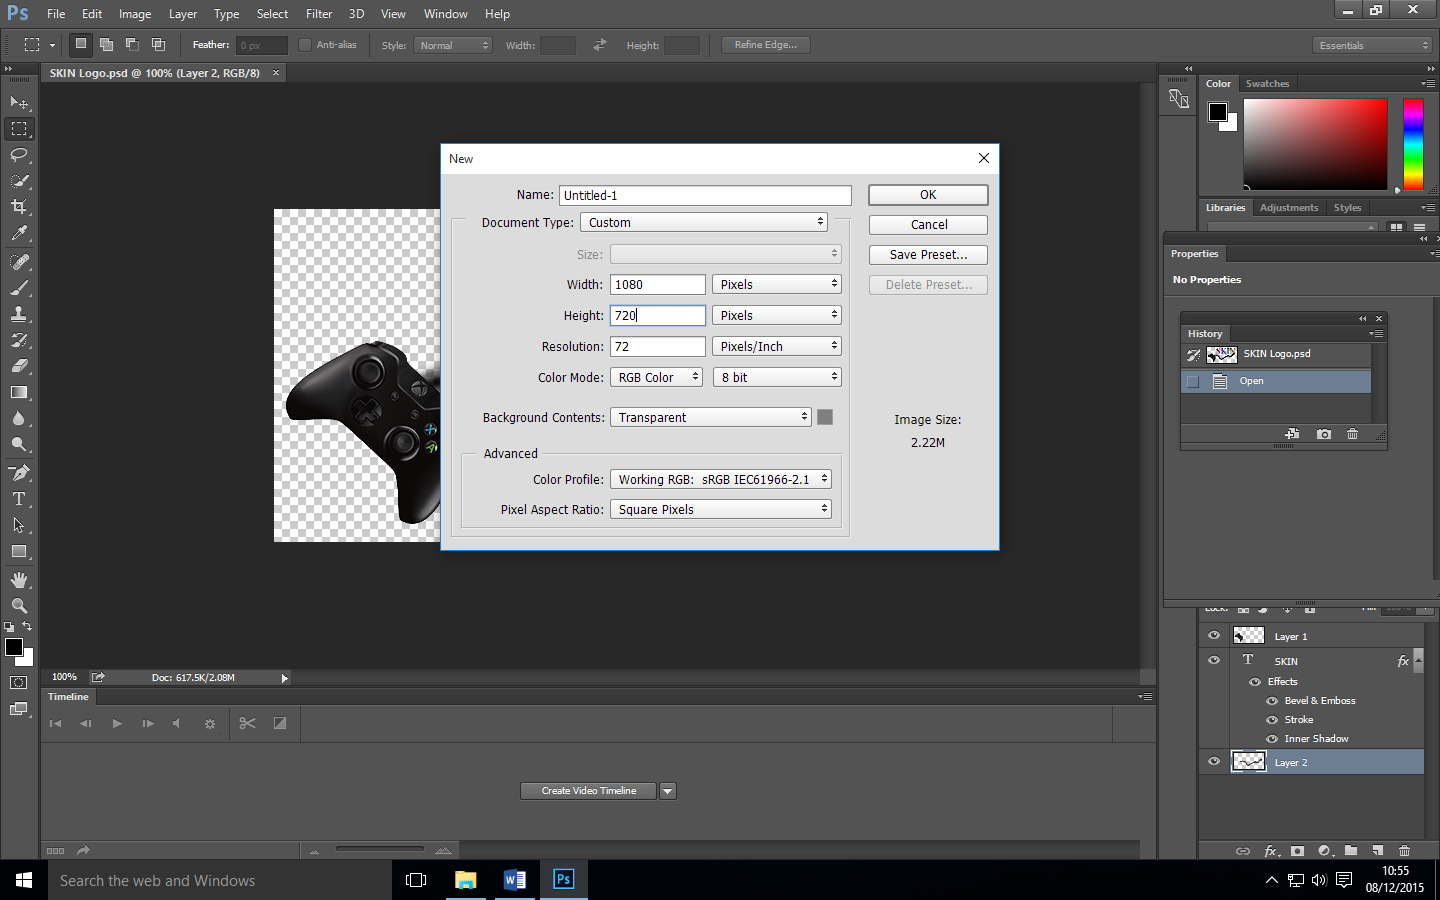 Ps File Edit Image Layer Type Select Filter 3D View Window Help
Feather: 0 px Anti-alias Style: Normal Width: Height: Refine Edge... Essentials
SKIN Logo.psd @ 100% (Layer 2, RGB/8) ×
New
Name: Untitled-1
Document Type: Custom
Size:
Width: 1080 Pixels
Height: 720 Pixels
Resolution: 72 Pixels/Inch
Color Mode: RGB Color 8 bit
Background Contents: Transparent
Advanced
Color Profile: Working RGB: sRGB IEC61966-2.1
Pixel Aspect Ratio: Square Pixels
OK
Cancel
Save Preset...
Delete Preset...
Image Size:
2.22M
Color Swatches
Libraries Adjustments Styles
Properties
No Properties
History
SKIN Logo.psd
Open
Lock:
Layer 1
T SKIN fx
Effects
Bevel & Emboss
Stroke
Inner Shadow
Layer 2
fx
100% Doc: 617.5K/2.08M
Timeline
Create Video Timeline
Search the web and Windows
Ps
10:55
08/12/2015